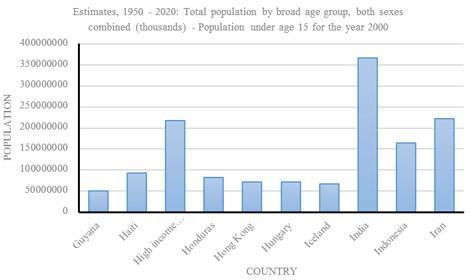 Estimates, 1950 - 2020: Total population by broad age group, both sexes
combined (thousands) - Population under age 15 for the year 2000
400000000
350000000
300000000
250000000
200000000
150000000
100000000
50000000
0
POPULATION
Guyana
Haiti
High income…
Honduras
Hong Kong
Hungary
Iceland
India
Indonesia
Iran
COUNTRY